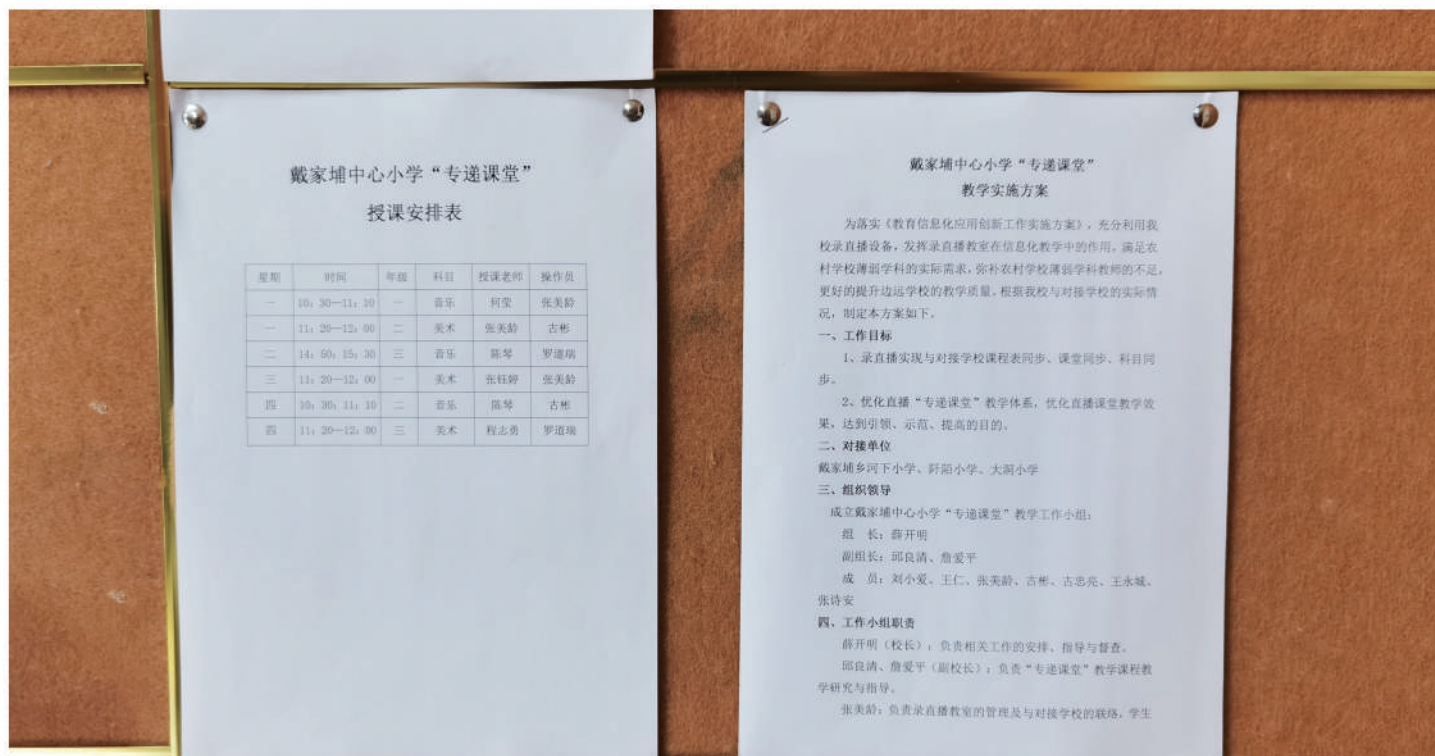 戴家埔中心小学“专递课堂”
授课安排表
星期 时间 年级 科目 授课老师 操作员
一 10：30—11：10 一 音乐 何莹 张美龄
一 11：20—12：00 二 美术 张美龄 古彬
二 14：50：15：30 三 音乐 陈琴 罗道瑞
三 11：20—12：00 一 美术 张钰婷 张美龄
四 10：30：11：10 二 音乐 陈琴 古彬
四 11：20—12：00 三 美术 程志勇 罗道瑞
戴家埔中心小学“专递课堂”
教学实施方案
为落实《教育信息化应用创新工作实施方案》，充分利用我
校录直播设备，发挥录直播教室在信息化教学中的作用，满足农
村学校薄弱学科的实际需求，弥补农村学校薄弱学科教师的不足，
更好的提升边远学校的教学质量，根据我校与对接学校的实际情
况，制定本方案如下。
一、工作目标
1、录直播实现与对接学校课程表同步、课堂同步、科目同
步。
2、优化直播“专递课堂”教学体系，优化直播课堂教学效
果，达到引领、示范、提高的目的。
二、对接单位
戴家埔乡河下小学、阡陌小学、大洞小学
三、组织领导
成立戴家埔中心小学“专递课堂”教学工作小组：
组 长：薛开明
副组长：邱良清、詹爱平
成 员：刘小爱、王仁、张美龄、古彬、古忠亮、王永城、
张诗安
四、工作小组职责
薛开明（校长）：负责相关工作的安排、指导与督查。
邱良清、詹爱平（副校长）：负责“专递课堂”教学课程教
学研究与指导。
张美龄：负责录直播教室的管理及与对接学校的联络，学生